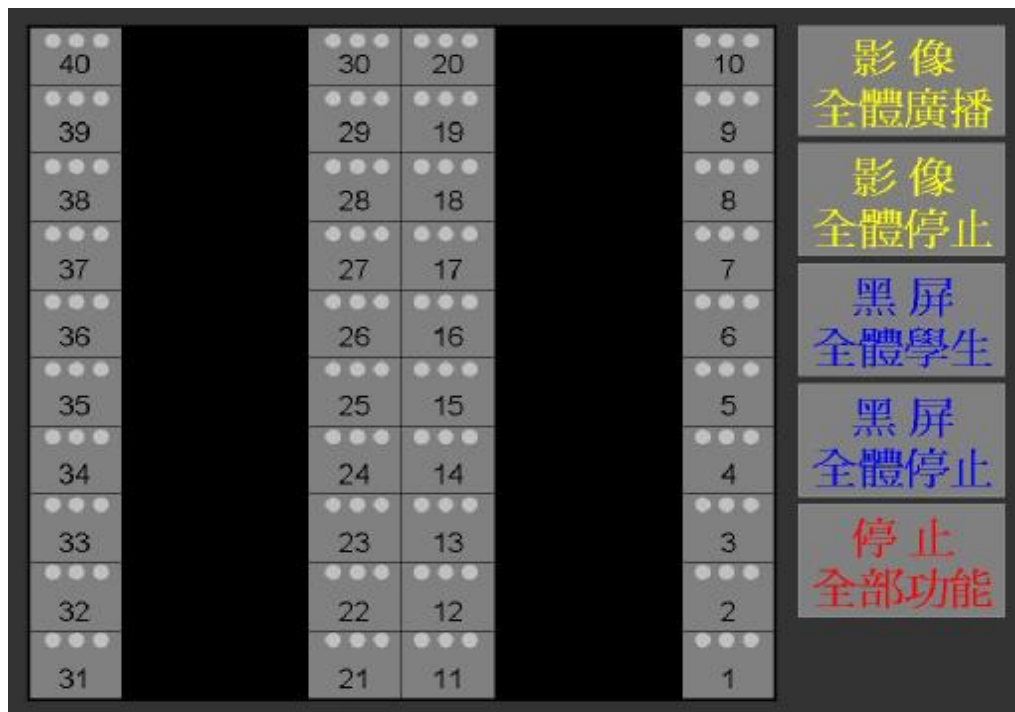 40 30 20 10
39 29 19 9
38 28 18 8
37 27 17 7
36 26 16 6
35 25 15 5
34 24 14 4
33 23 13 3
32 22 12 2
31 21 11 1
影像
全體廣播
影像
全體停止
黑屏
全體學生
黑屏
全體停止
停止
全部功能